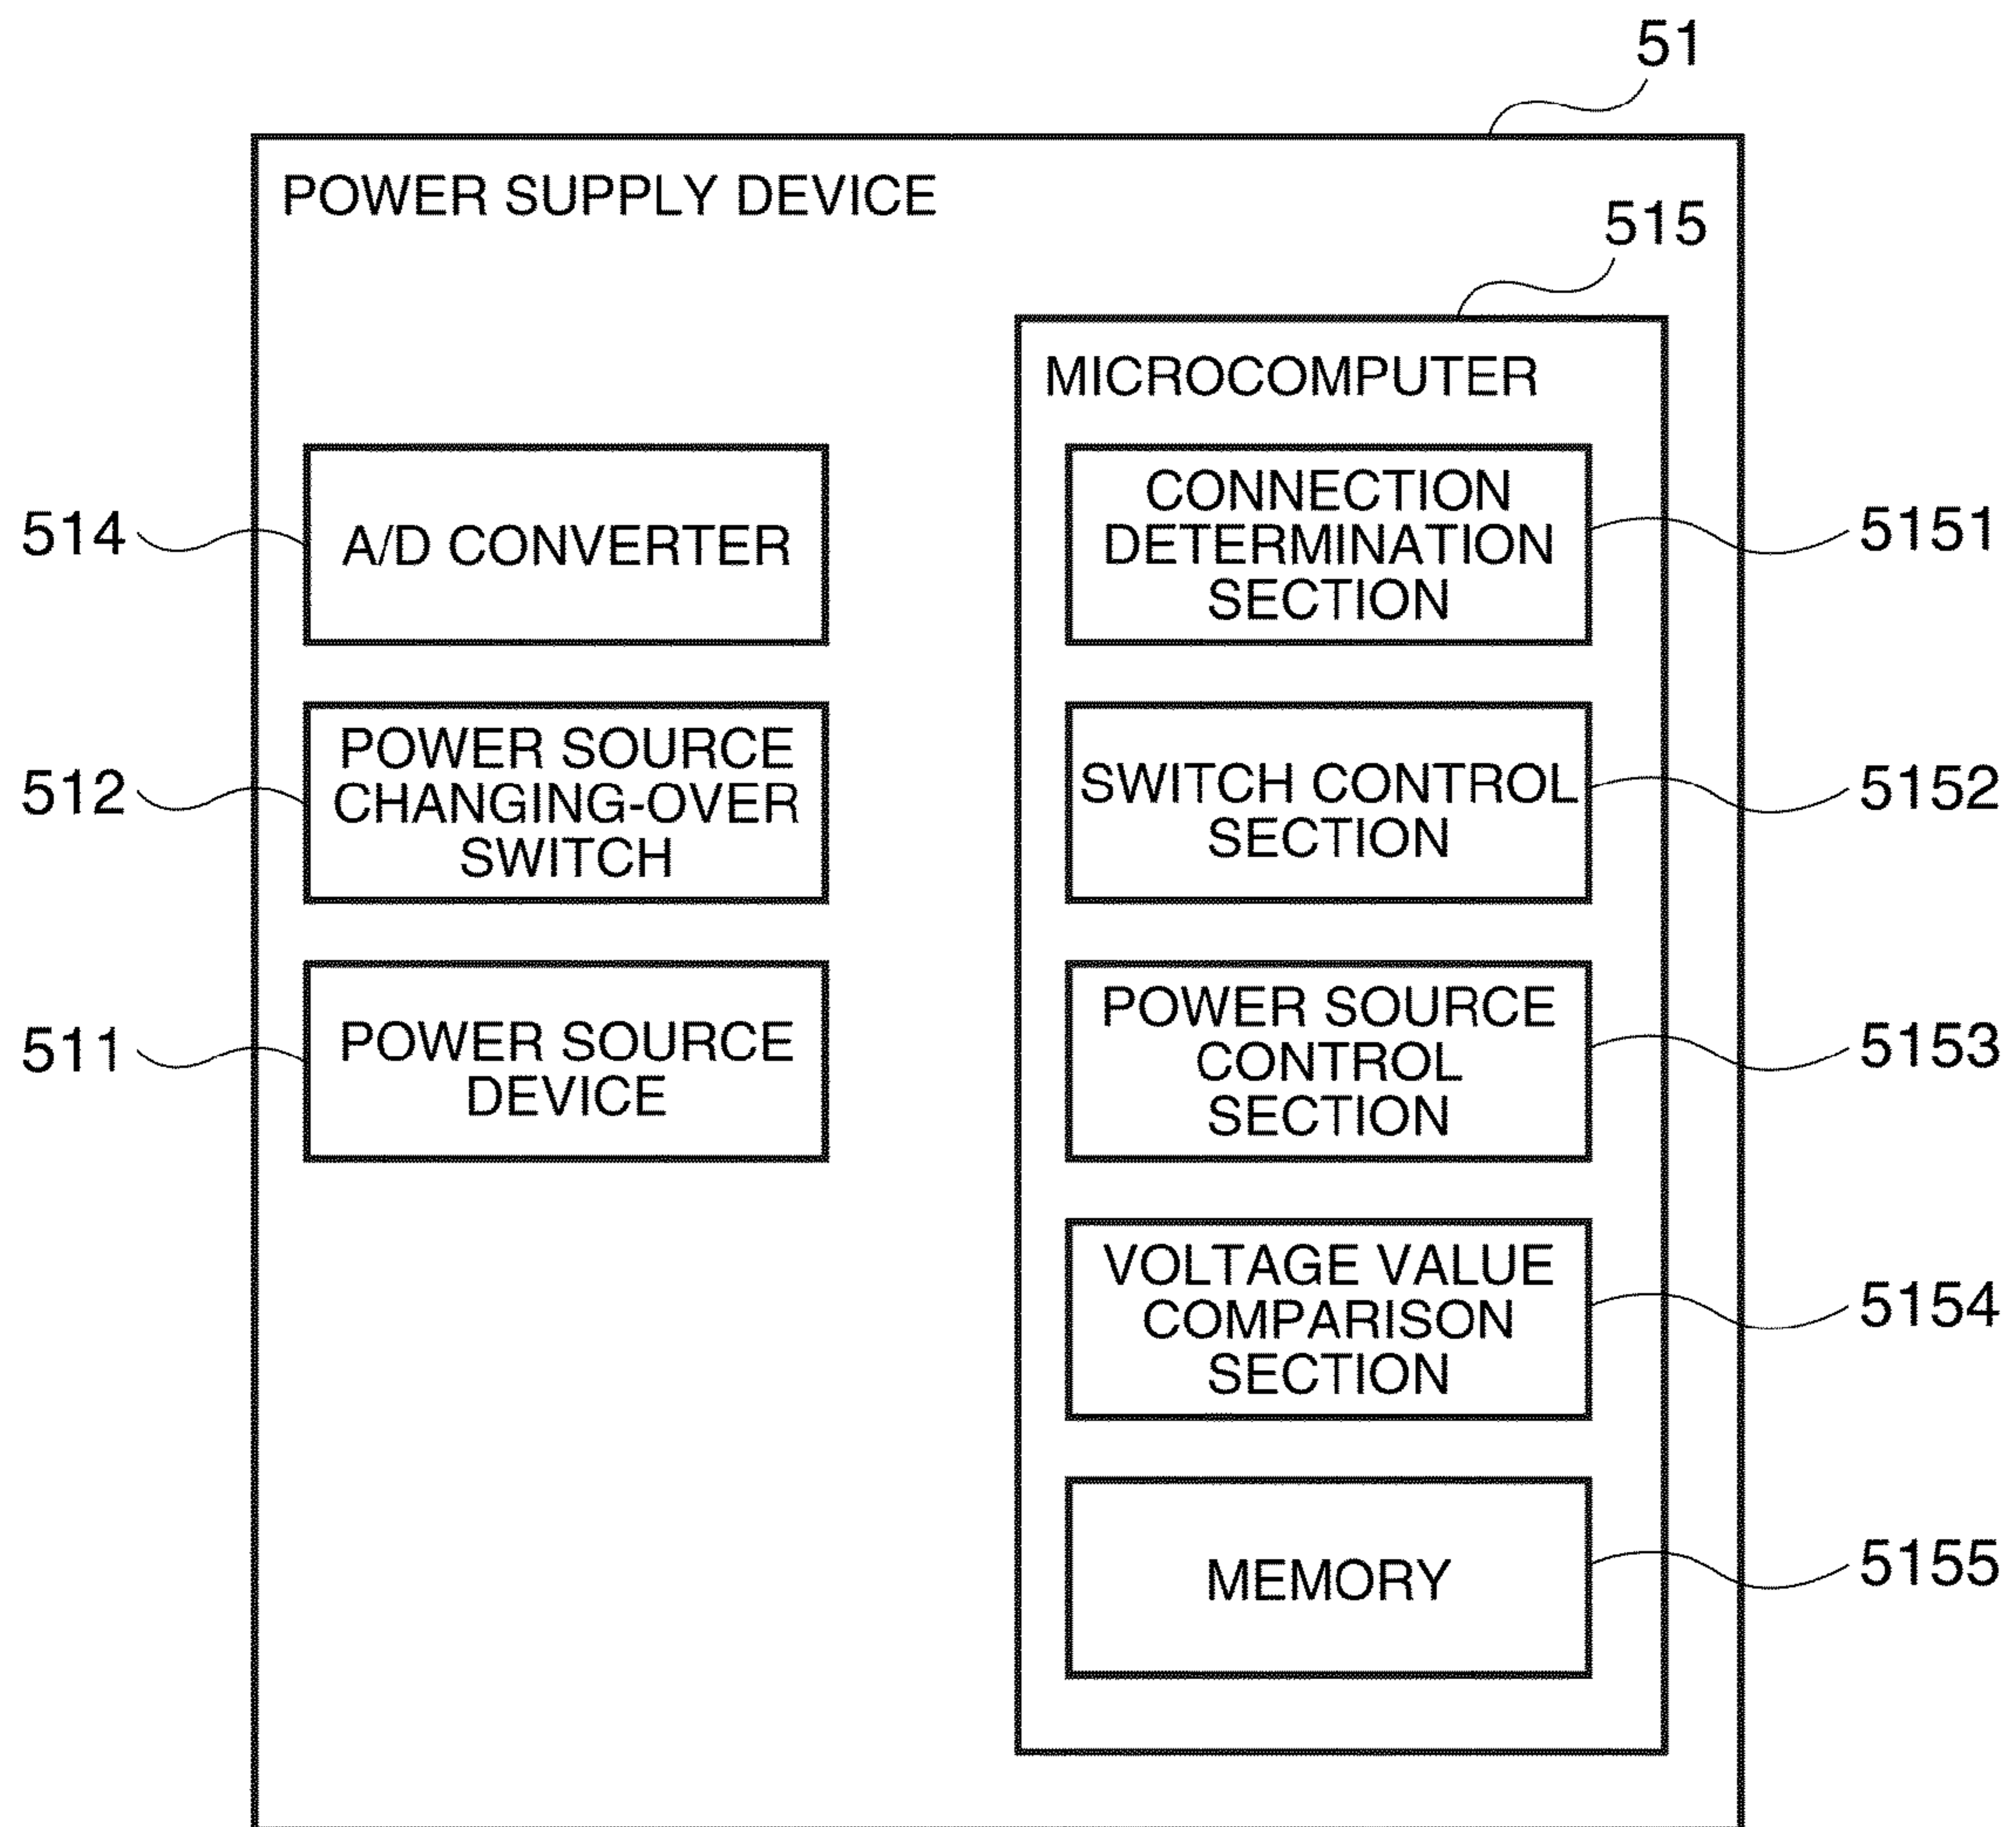 51
POWER SUPPLY DEVICE
515
MICROCOMPUTER
514
A/D CONVERTER
512
POWER SOURCE
CHANGING-OVER
SWITCH
511
POWER SOURCE
DEVICE
CONNECTION
DETERMINATION
SECTION
5151
SWITCH CONTROL
SECTION
5152
POWER SOURCE
CONTROL
SECTION
5153
VOLTAGE VALUE
COMPARISON
SECTION
5154
MEMORY
5155